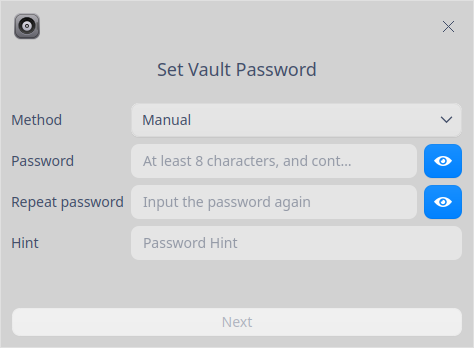 Set Vault Password
Method Manual
Password At least 8 characters, and cont...
Repeat password Input the password again
Hint Password Hint
Next